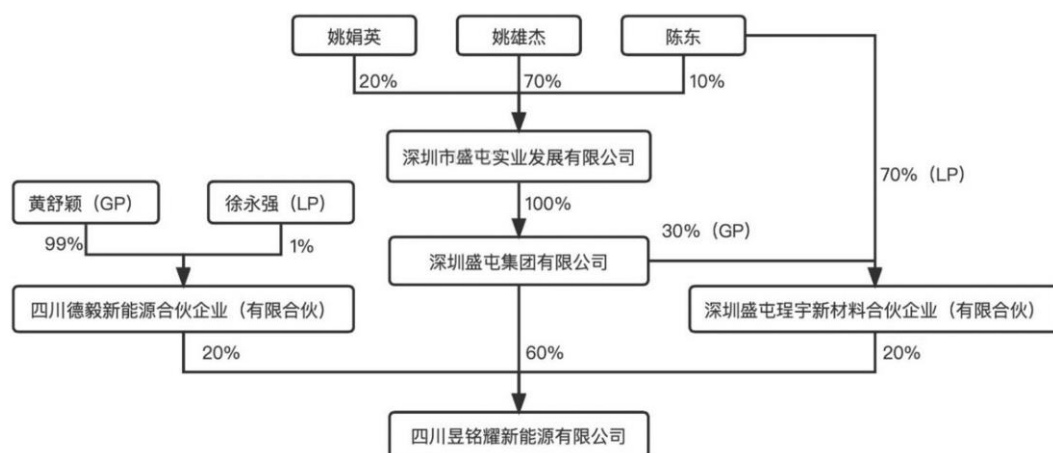 姚娟英
姚雄杰
陈东
20%
70%
10%
深圳市盛屯实业发展有限公司
70%（LP）
黄舒颖（GP）
徐永强（LP）
100%
30%（GP）
99%
1%
深圳盛屯集团有限公司
四川德毅新能源合伙企业（有限合伙）
深圳盛屯珵宇新材料合伙企业（有限合伙）
20%
60%
20%
四川昱铭耀新能源有限公司